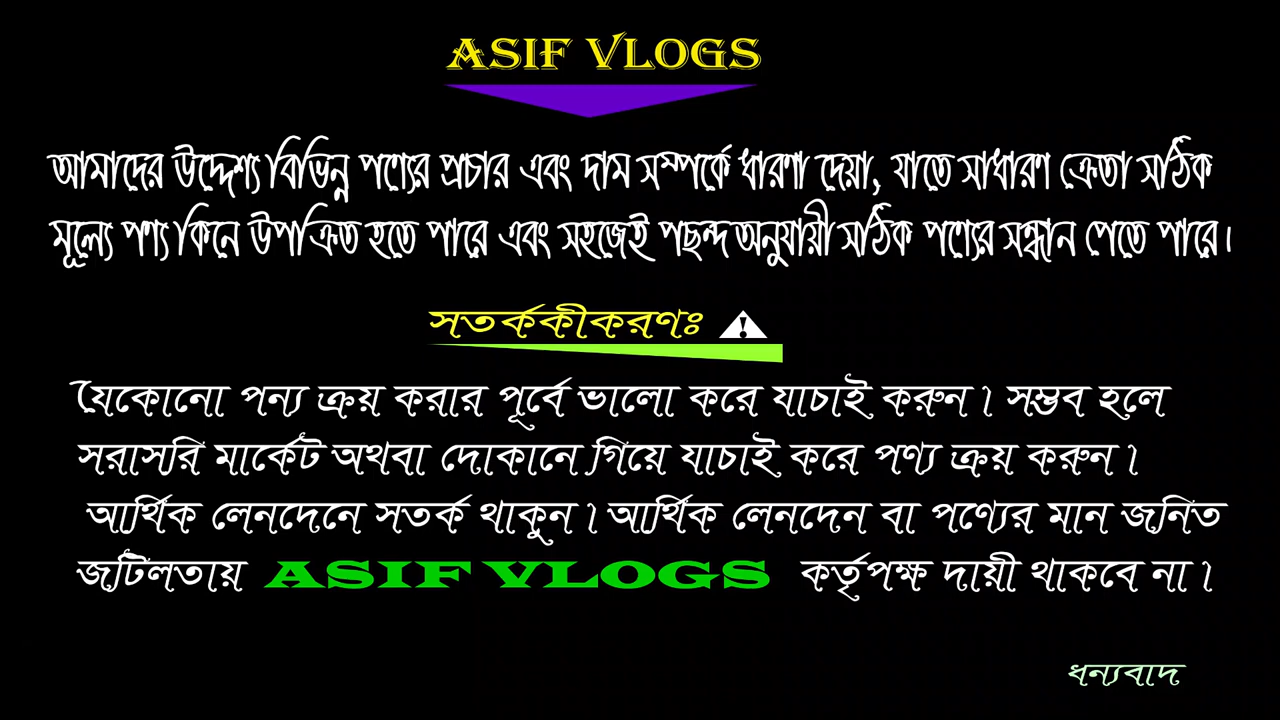 ASIF VLOGS
আমাদের উদ্দেশ্য বিভিন্ন পণ্যের প্রচার এবং দাম সম্পর্কে ধারণা দেয়া, যাতে সাধারণ ক্রেতা সঠিক
মূল্যে পণ্য কিনে উপক্রিত হতে পারে এবং সহজেই পছন্দ অনুযায়ী সঠিক পণ্যের সন্ধান পেতে পারে।
সতর্ককীকরণঃ
যৈকোনো পন্য ক্রয় করার পূর্বে ভালো করে যাচাই করুন। সম্ভব হলে
সরাসরি মার্কেট অথবা দোকানে গিয়ে যাচাই করে পণ্য ক্রয় করুন।
আর্থিক লেনদেনে সতর্ক থাকুন। আর্থিক লেনদেন বা পণ্যের মান জনিত
জটিলতায় ASIF VLOGS কর্তৃপক্ষ দায়ী থাকবে না।
ধন্যবাদ